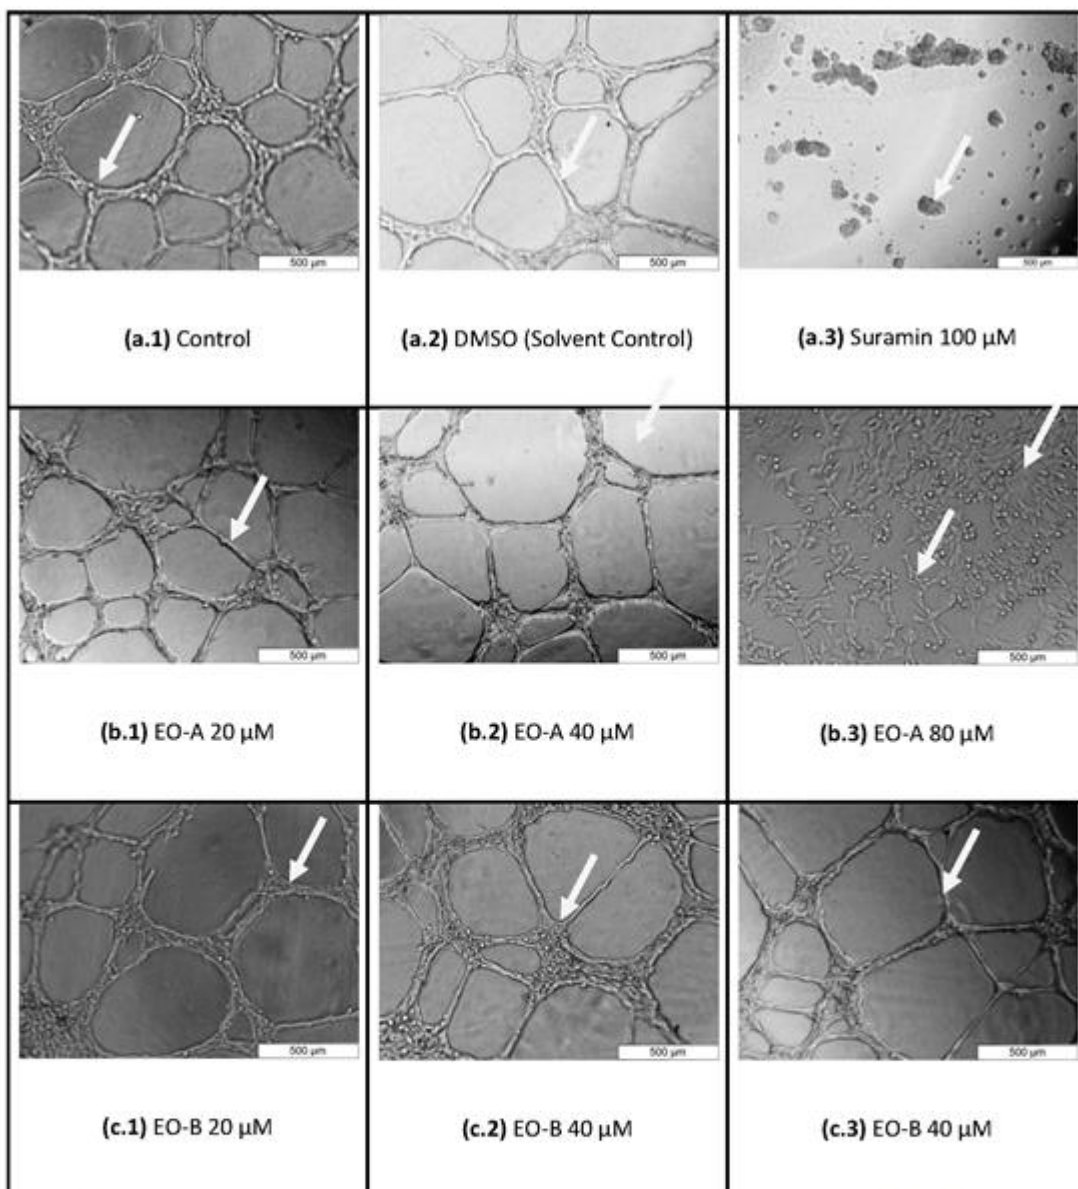 500 µm
500 µm
500 µm
(a.1) Control
(a.2) DMSO (Solvent Control)
(a.3) Suramin 100 µM
500 µm
500 µm
500 µm
(b.1) EO-A 20 µM
(b.2) EO-A 40 µM
(b.3) EO-A 80 µM
500 µm
500 µm
500 µm
(c.1) EO-B 20 µM
(c.2) EO-B 40 µM
(c.3) EO-B 40 µM